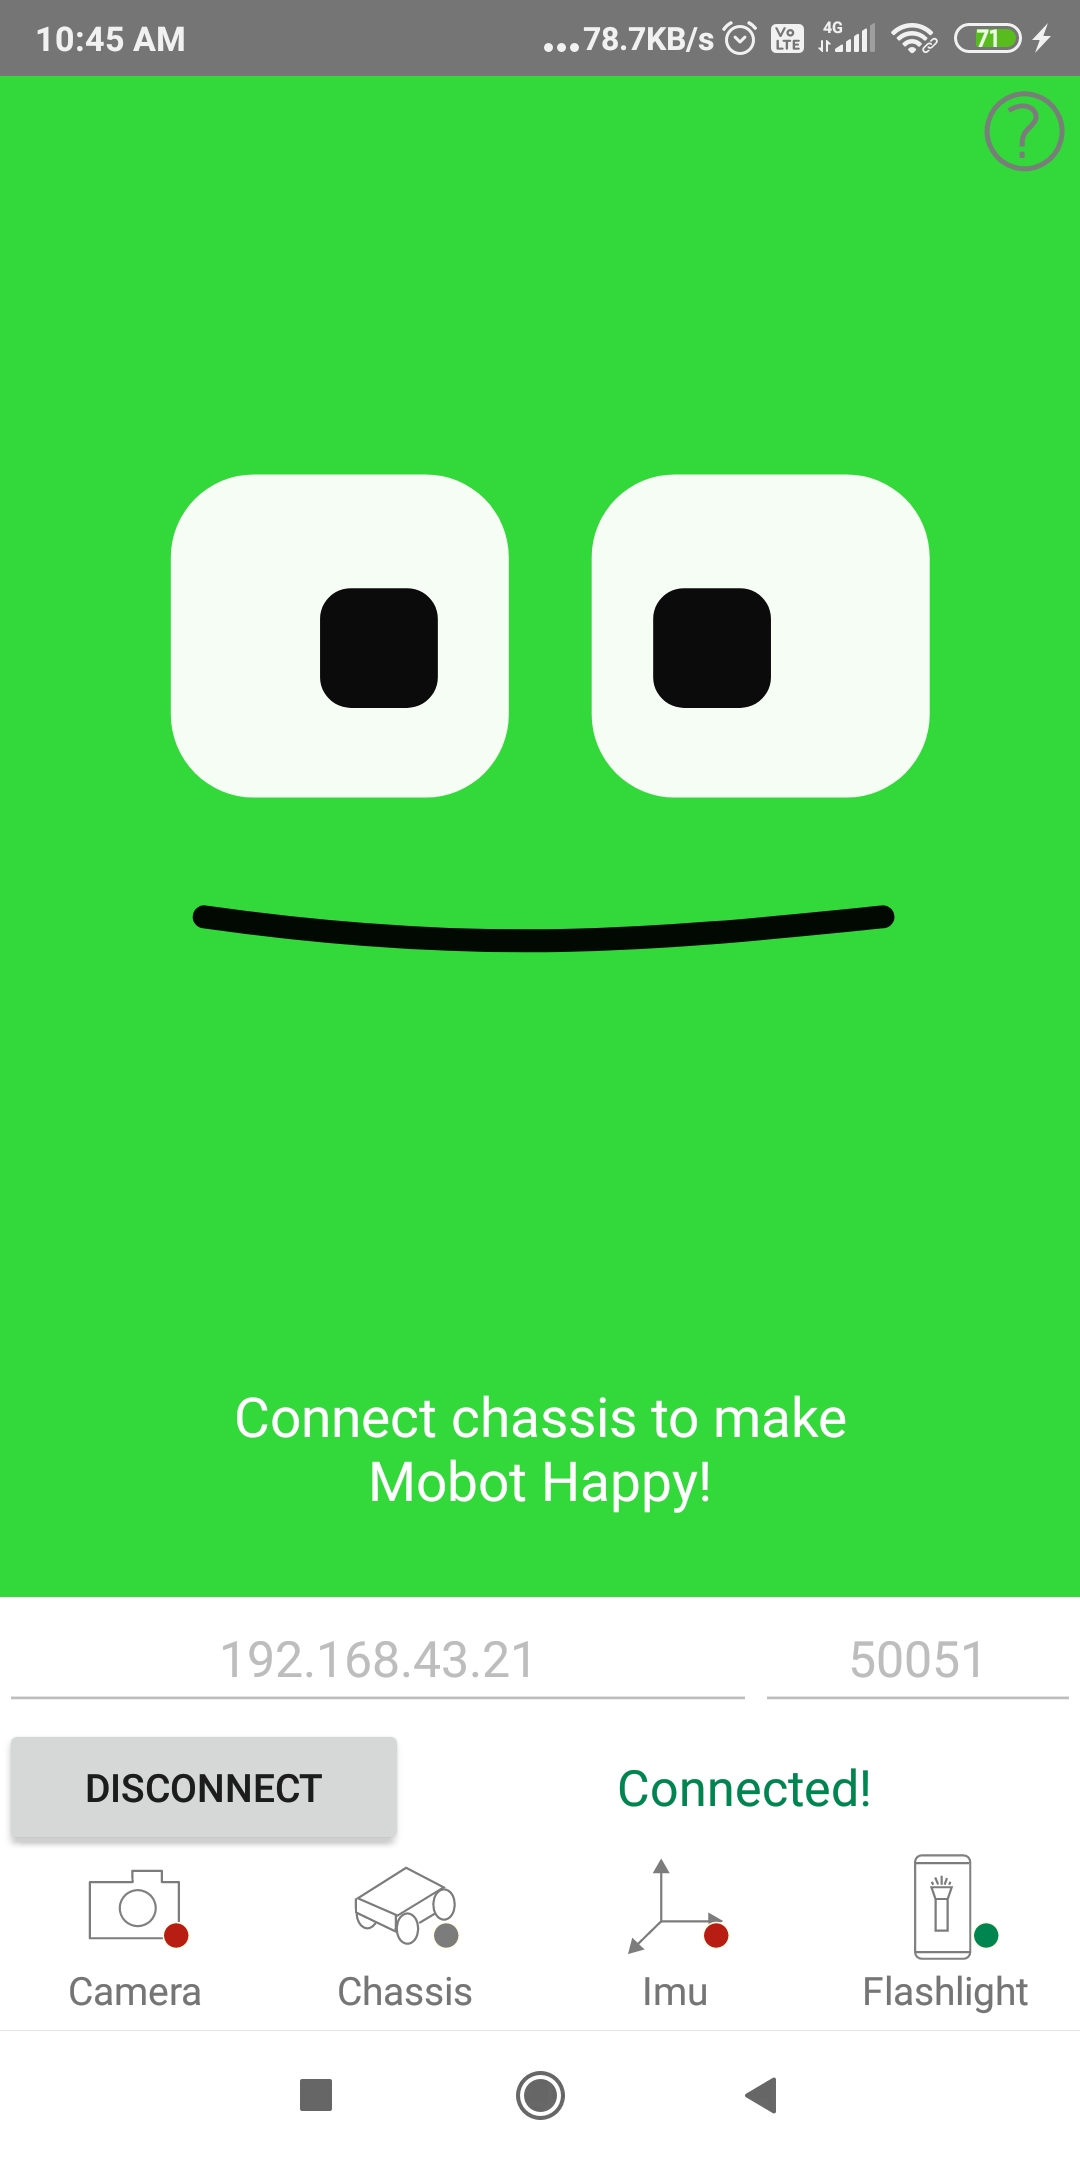 10:45 AM ...78.7KB/s Vo LTE 4G 71
?
Connect chassis to make
Mobot Happy!
192.168.43.21 50051
DISCONNECT Connected!
Camera Chassis Imu Flashlight